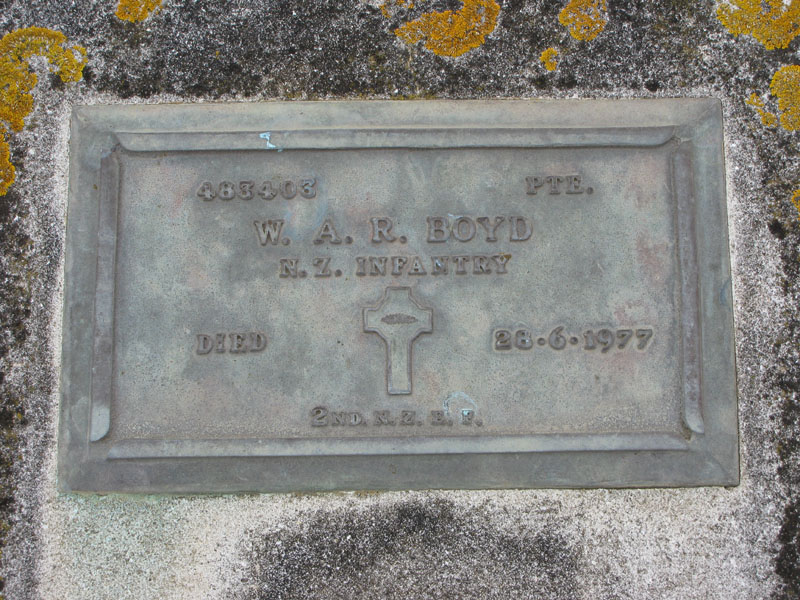 483403 PTE.
W. A. R. BOYD
N. Z. INFANTRY
DIED 28·6·1977
2ND N. Z. E. F.